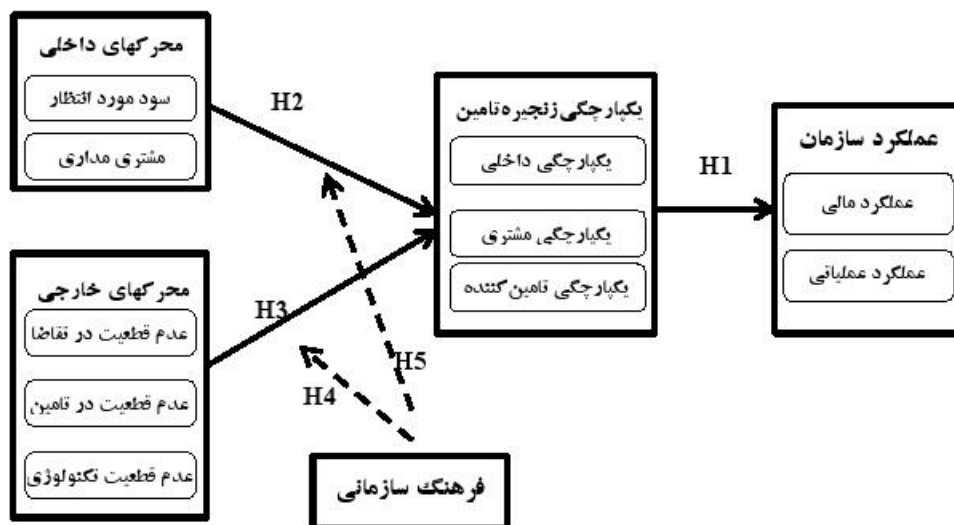 محرکهای داخلی
سود مورد انتظار
مشتری مداری
H2
یکپارچگی زنجیره تامین
یکپارچگی داخلی
یکپارچگی مشتری
یکپارچگی تامین کننده
H1
عملکرد سازمان
عملکرد مالی
عملکرد عملیاتی
محرکهای خارجی
عدم قطعیت در تقاضا
عدم قطعیت در تامین
عدم قطعیت تکنولوژی
H3
H5
H4
فرهنگ سازمانی